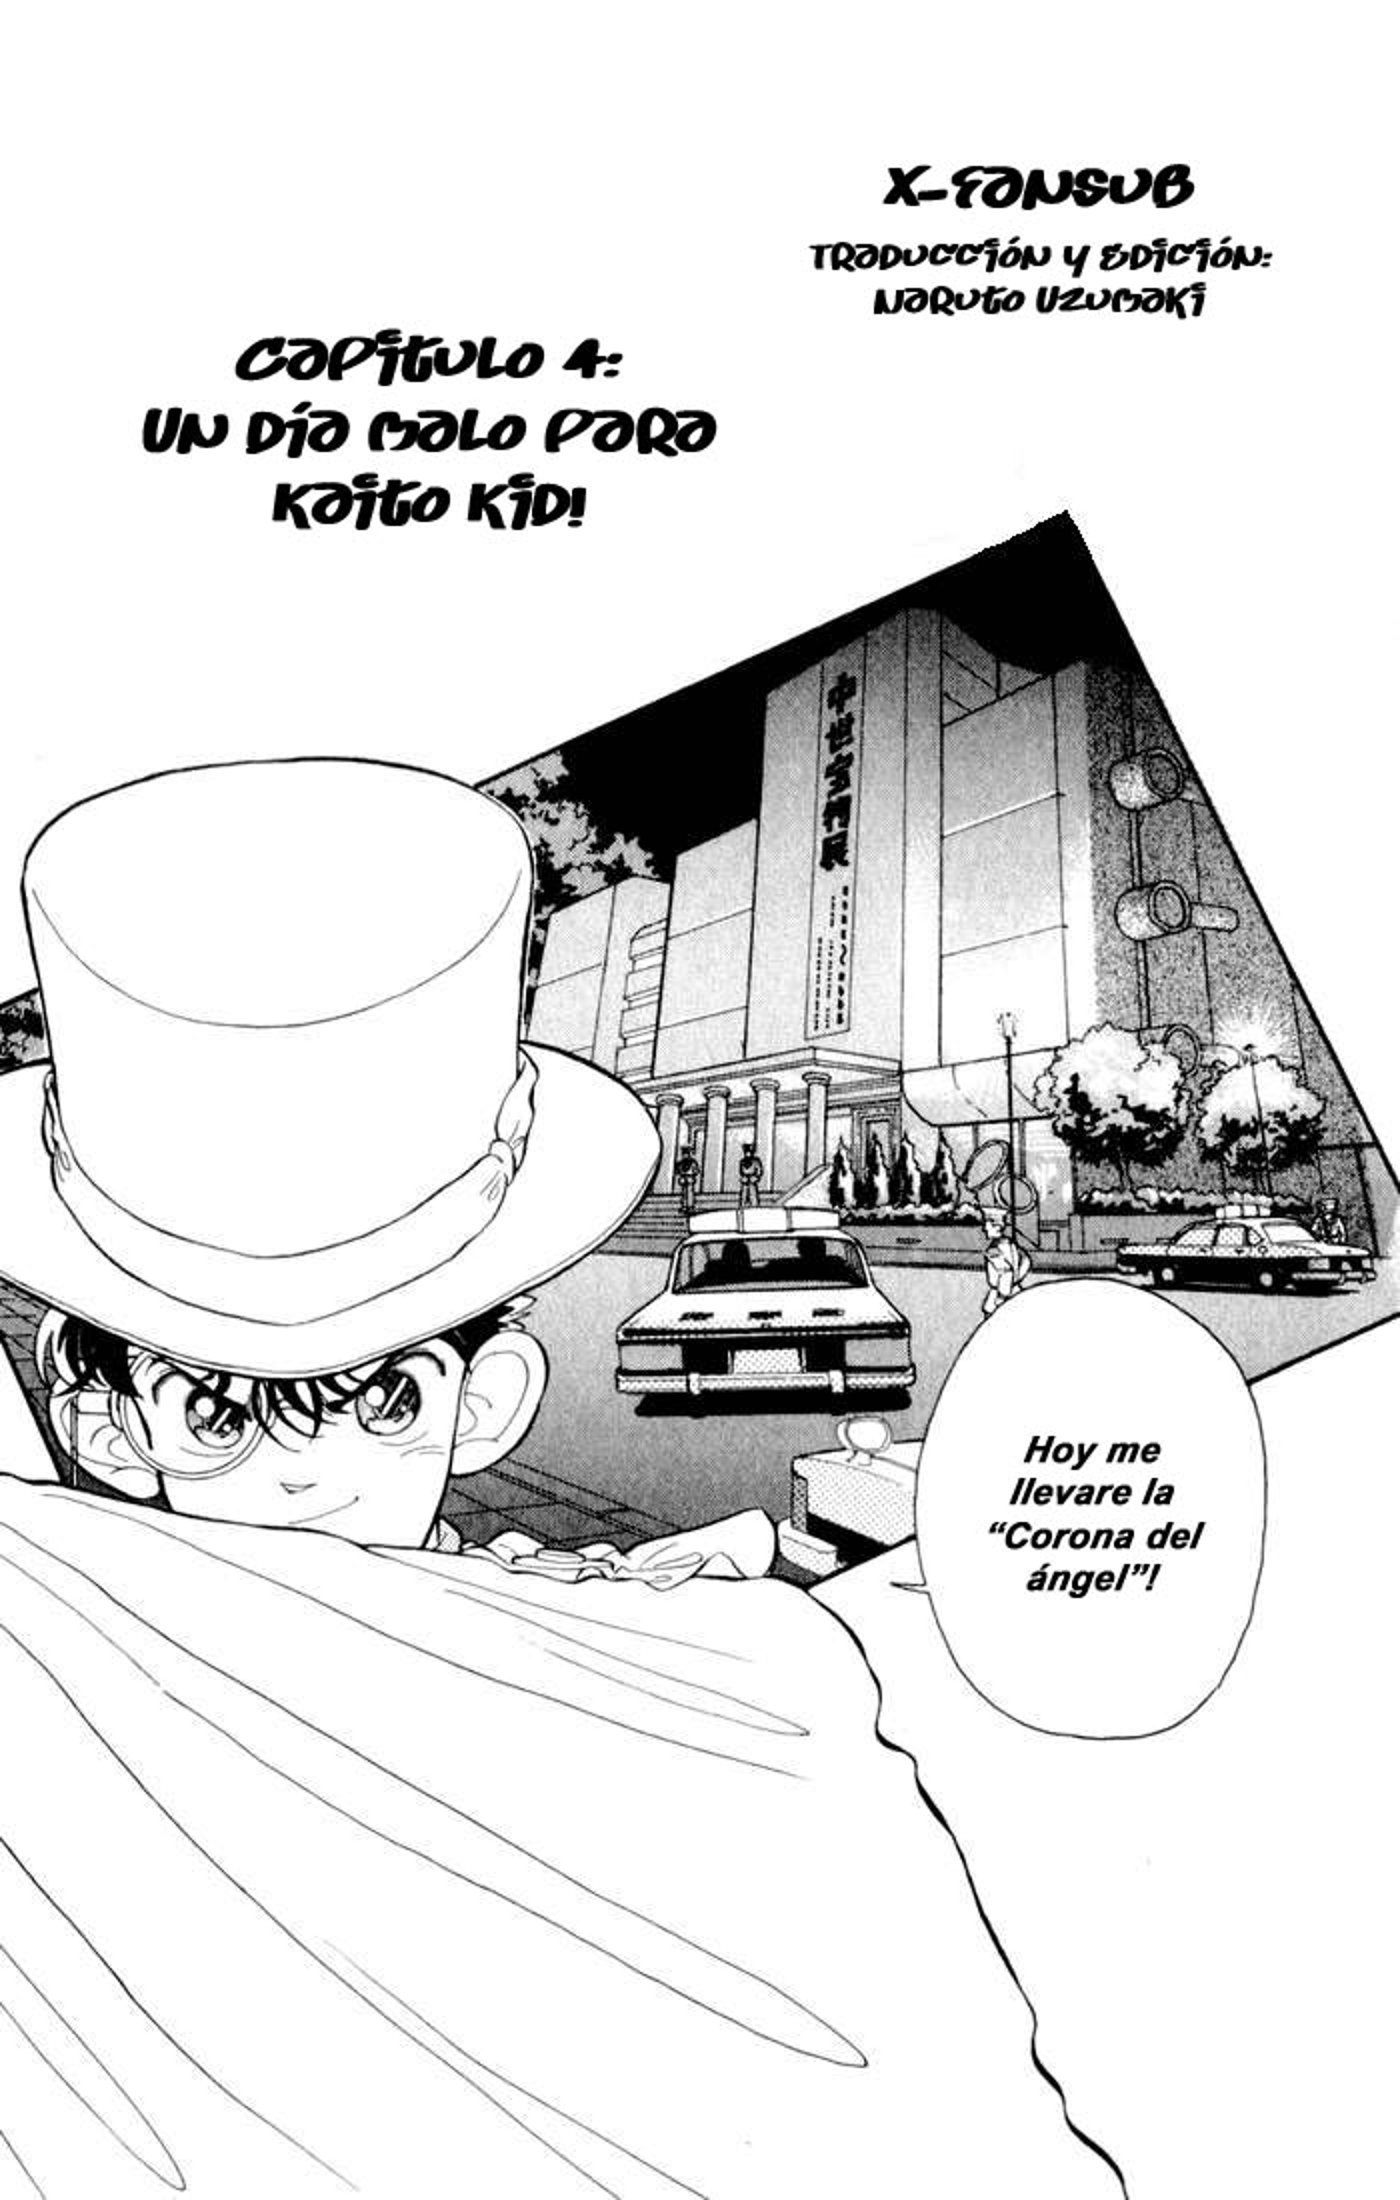 X-FANSUB
TRADUCCIÓN Y EDICIÓN:
NARUTO UZUMAKI
CAPITULO 4:
UN DÍA MALO PARA
KAITO KID!
Hoy me
llevare la
“Corona del
ángel”!